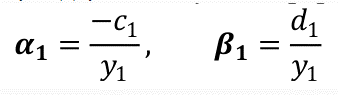 α₁ = −c₁/y₁, β₁ = d₁/y₁